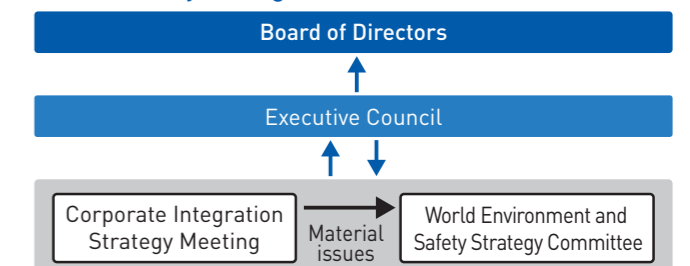 Board of Directors
Executive Council
Corporate Integration
Strategy Meeting
Material
issues
World Environment and
Safety Strategy Committee